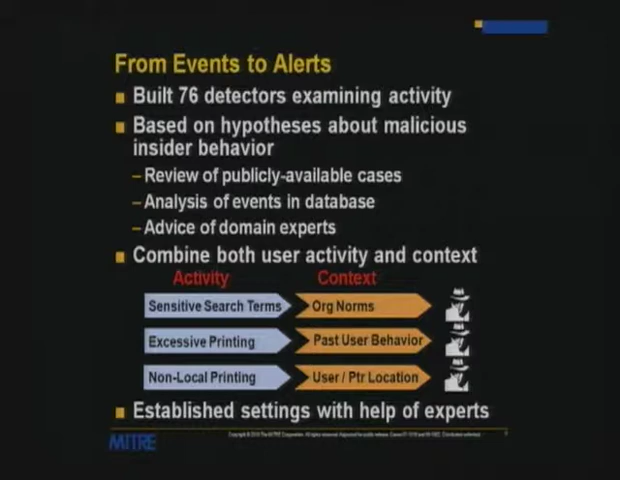 From Events to Alerts
Built 76 detectors examining activity
Based on hypotheses about malicious
insider behavior
–Review of publicly-available cases
–Analysis of events in database
–Advice of domain experts
Combine both user activity and context
Activity Context
Sensitive Search Terms Org Norms
Excessive Printing Past User Behavior
Non-Local Printing User / Ptr Location
Established settings with help of experts
MITRE